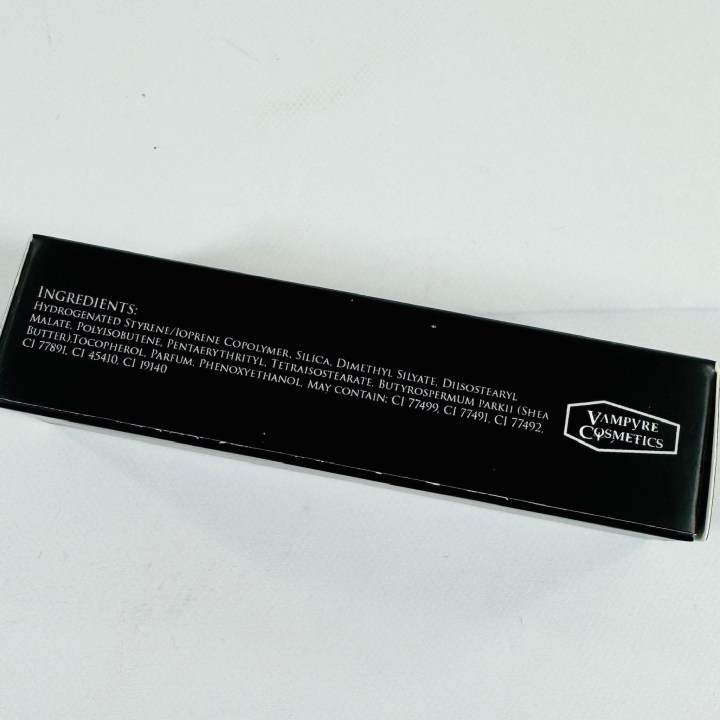 Ingredients:
Hydrogenated Styrene/Ioprene Copolymer, Silica, Dimethyl Silyate, Diisostearyl
Malate, Polyisobutene, Pentaerythrityl, Tetraisostearate, Butyrospermum parkii (Shea
Butter),Tocopherol, Parfum, Phenoxyethanol, may contain; CI 77499, CI 77491, CI 77492,
CI 77891, CI 45410, CI 19140
Vampyre
Cosmetics